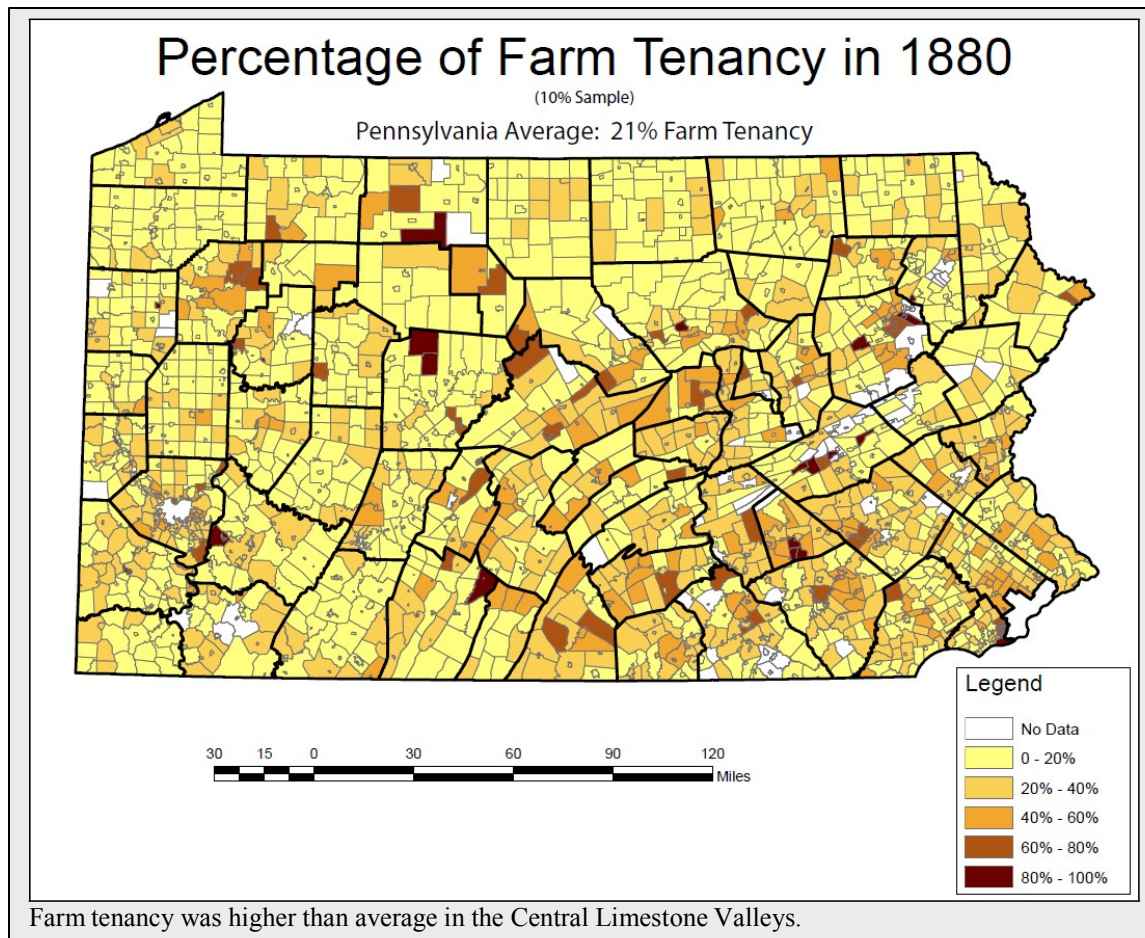 Percentage of Farm Tenancy in 1880
(10% Sample)
Pennsylvania Average: 21% Farm Tenancy
30 15 0 30 60 90 120
Miles
Legend
No Data
0 - 20%
20% - 40%
40% - 60%
60% - 80%
80% - 100%
Farm tenancy was higher than average in the Central Limestone Valleys.